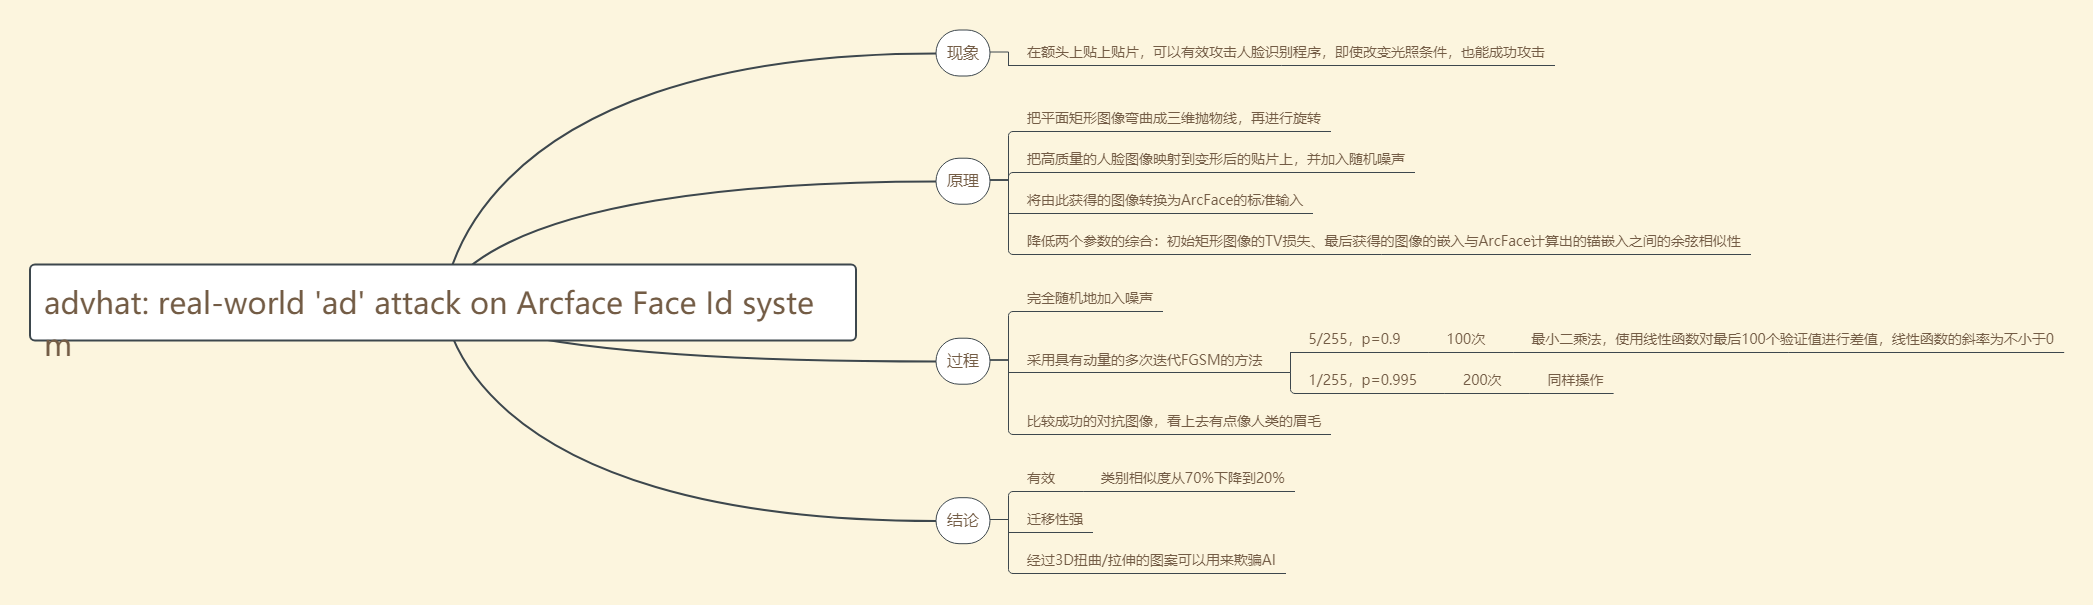 advhat: real-world 'ad' attack on Arcface Face Id syste
m
现象
在额头上贴上贴片，可以有效攻击人脸识别程序，即使改变光照条件，也能成功攻击
原理
把平面矩形图像弯曲成三维抛物线，再进行旋转
把高质量的人脸图像映射到变形后的贴片上，并加入随机噪声
将由此获得的图像转换为ArcFace的标准输入
降低两个参数的综合：初始矩形图像的TV损失、最后获得的图像的嵌入与ArcFace计算出的锚嵌入之间的余弦相似性
过程
完全随机地加入噪声
采用具有动量的多次迭代FGSM的方法
5/255，p=0.9 100次 最小二乘法，使用线性函数对最后100个验证值进行差值，线性函数的斜率为不小于0
1/255，p=0.995 200次 同样操作
比较成功的对抗图像，看上去有点像人类的眉毛
结论
有效 类别相似度从70%下降到20%
迁移性强
经过3D扭曲/拉伸的图案可以用来欺骗AI